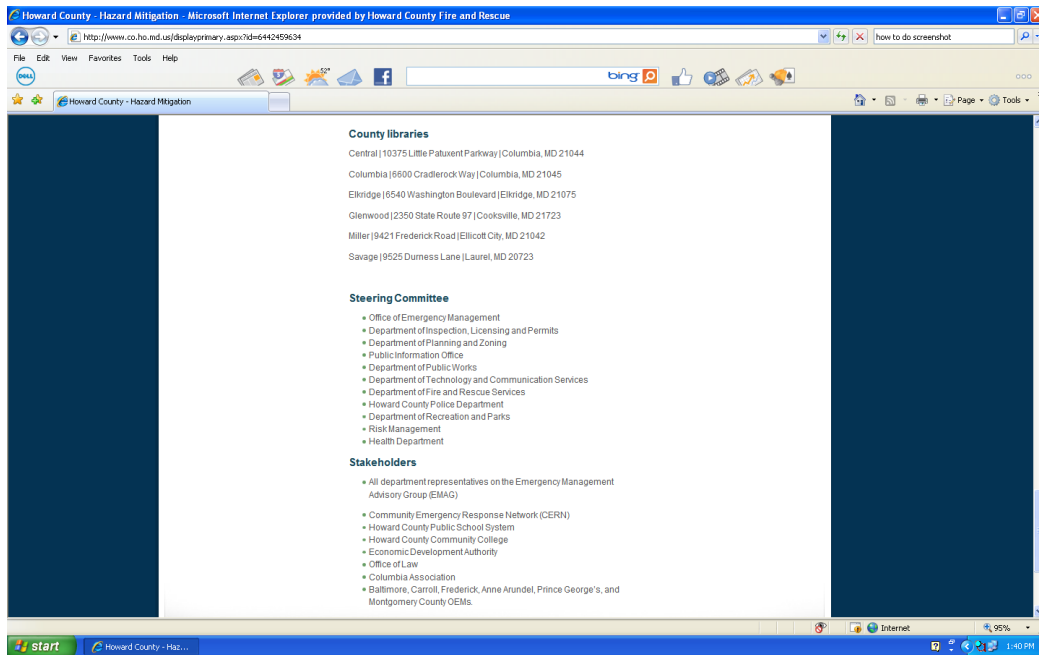 Howard County - Hazard Mitigation - Microsoft Internet Explorer provided by Howard County Fire and Rescue
http://www.co.ho.md.us/displayprimary.aspx?id=6442459634
how to do screenshot
File Edit View Favorites Tools Help
DELL
52°
bing
Howard County - Hazard Mitigation
Page
Tools
County libraries
Central | 10375 Little Patuxent Parkway | Columbia, MD 21044
Columbia | 6600 Cradlerock Way | Columbia, MD 21045
Elkridge | 6540 Washington Boulevard | Elkridge, MD 21075
Glenwood | 2350 State Route 97 | Cooksville, MD 21723
Miller | 9421 Frederick Road | Ellicott City, MD 21042
Savage | 9525 Durness Lane | Laurel, MD 20723
Steering Committee
Office of Emergency Management
Department of Inspection, Licensing and Permits
Department of Planning and Zoning
Public Information Office
Department of Public Works
Department of Technology and Communication Services
Department of Fire and Rescue Services
Howard County Police Department
Department of Recreation and Parks
Risk Management
Health Department
Stakeholders
All department representatives on the Emergency Management
Advisory Group (EMAG)
Community Emergency Response Network (CERN)
Howard County Public School System
Howard County Community College
Economic Development Authority
Office of Law
Columbia Association
Baltimore, Carroll, Frederick, Anne Arundel, Prince George's, and
Montgomery County OEMs.
Internet
95%
start
Howard County - Haz...
1:40 PM